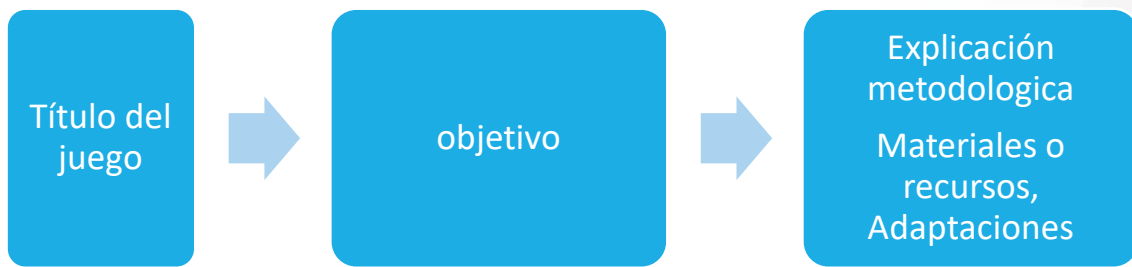 Título del
juego
objetivo
Explicación
metodologica
Materiales o
recursos,
Adaptaciones